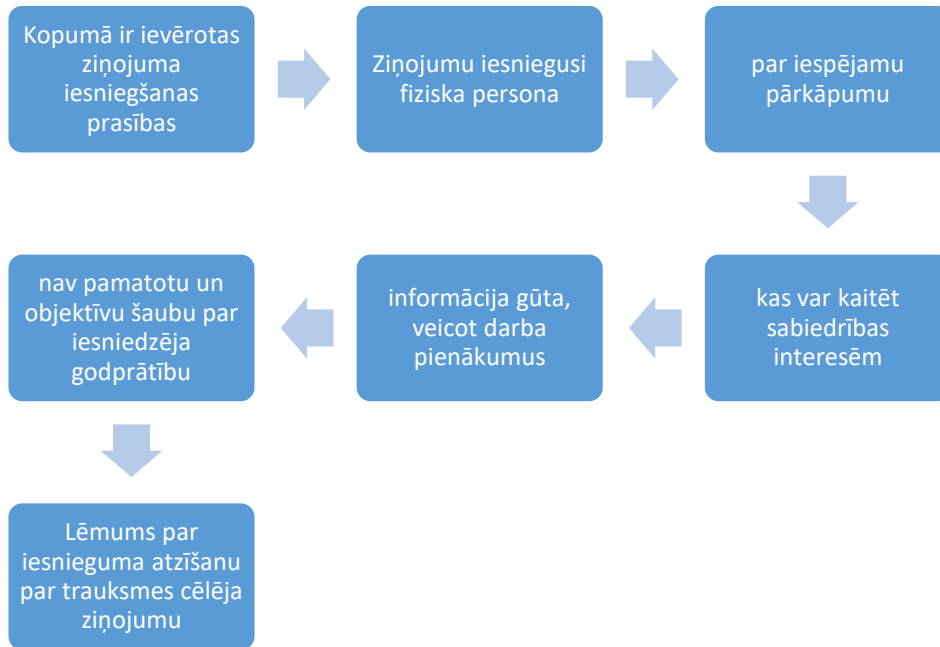 Kopumā ir ievērotas
ziņojuma
iesniegšanas
prasības
Ziņojumu iesniegusi
fiziska persona
par iespējamu
pārkāpumu
kas var kaitēt
sabiedrības
interesēm
informācija gūta,
veicot darba
pienākumus
nav pamatotu un
objektīvu šaubu par
iesniedzēja
godprātību
Lēmums par
iesnieguma atzīšanu
par trauksmes cēlēja
ziņojumu